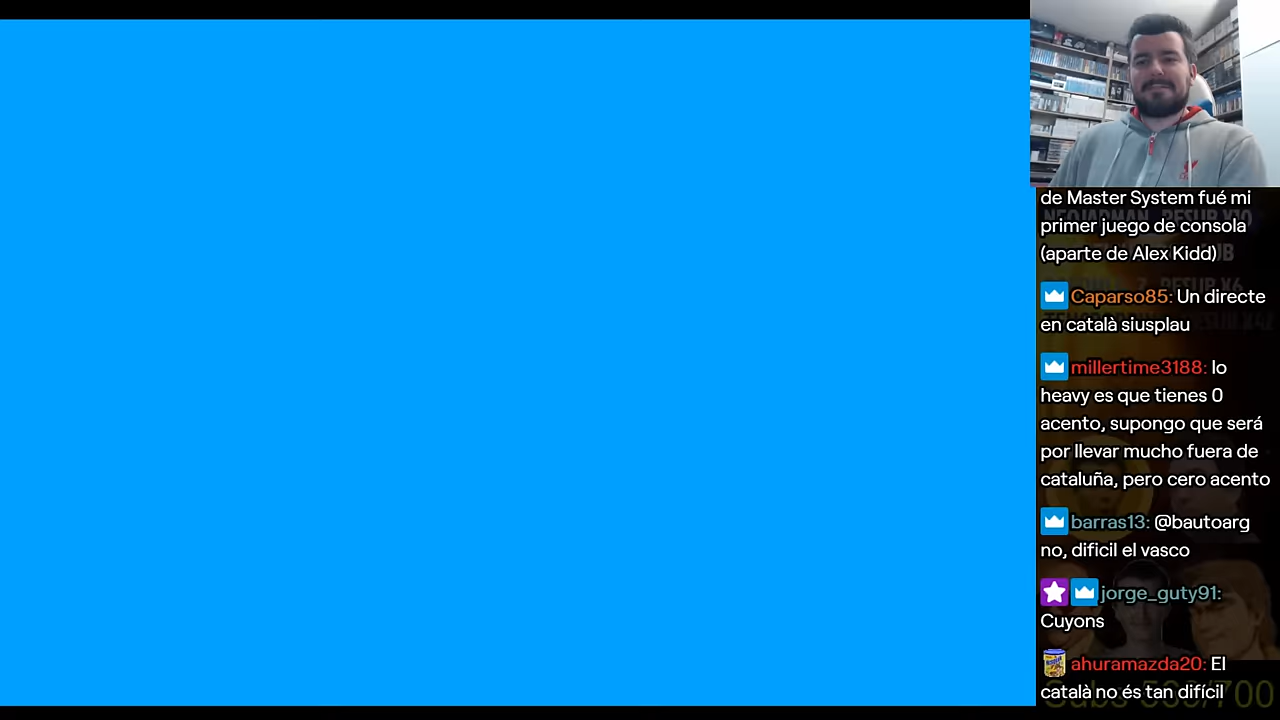 de Master System fué mi
primer juego de consola
(aparte de Alex Kidd)
Caparso85: Un directe
en català siusplau
millertime3188: lo
heavy es que tienes 0
acento, supongo que será
por llevar mucho fuera de
cataluña, pero cero acento
barras13: @bautoarg
no, dificil el vasco
jorge_guty91:
Cuyons
ahuramazda20: El
català no és tan difícil